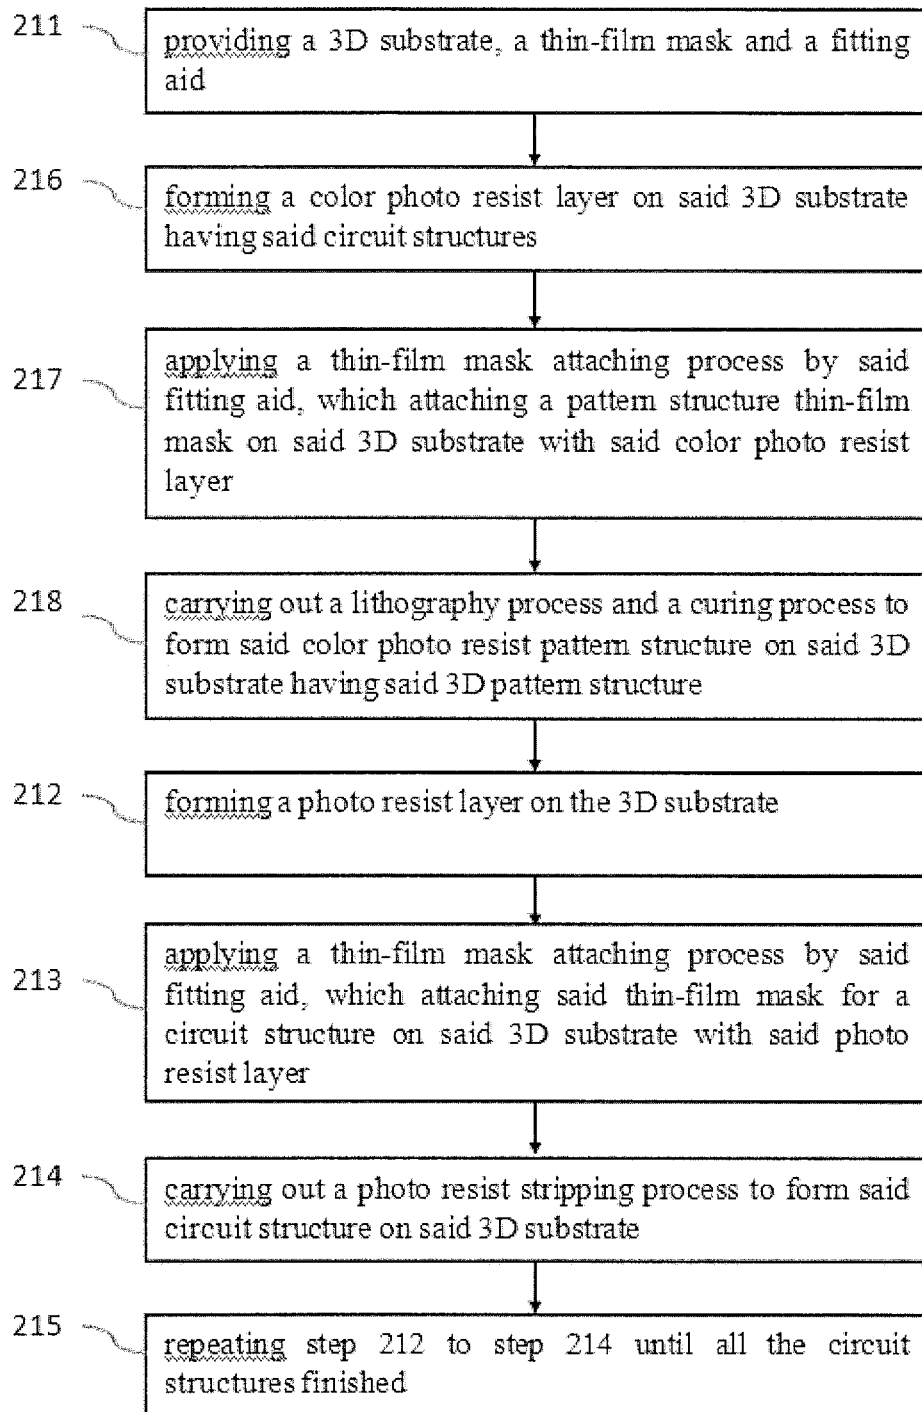 211
providing a 3D substrate, a thin-film mask and a fitting
aid
216
forming a color photo resist layer on said 3D substrate
having said circuit structures
217
applying a thin-film mask attaching process by said
fitting aid, which attaching a pattern structure thin-film
mask on said 3D substrate with said color photo resist
layer
218
carrying out a lithography process and a curing process to
form said color photo resist pattern structure on said 3D
substrate having said 3D pattern structure
212
forming a photo resist layer on the 3D substrate
213
applying a thin-film mask attaching process by said
fitting aid, which attaching said thin-film mask for a
circuit structure on said 3D substrate with said photo
resist layer
214
carrying out a photo resist stripping process to form said
circuit structure on said 3D substrate
215
repeating step 212 to step 214 until all the circuit
structures finished